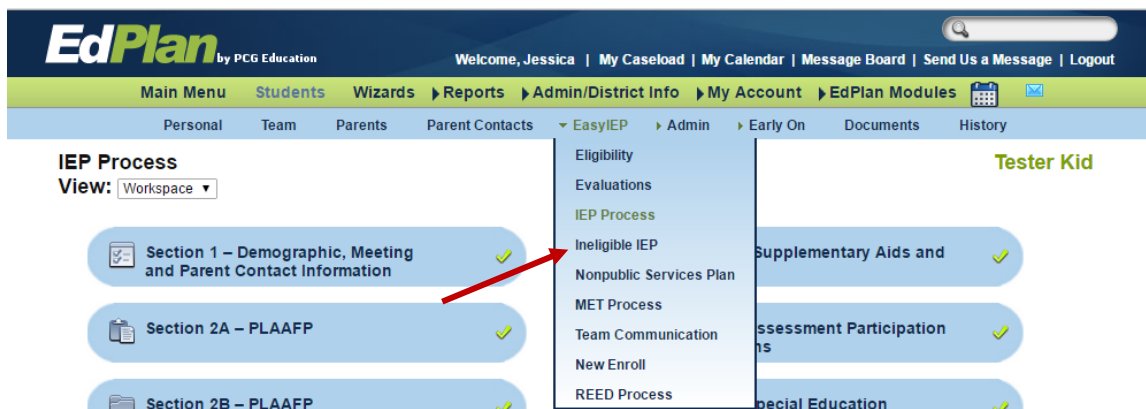 EdPlan by PCG Education
Welcome, Jessica | My Caseload | My Calendar | Message Board | Send Us a Message | Logout
Main Menu Students Wizards Reports Admin/District Info My Account EdPlan Modules
Personal Team Parents Parent Contacts EasyIEP Admin Early On Documents History
IEP Process
Tester Kid
View: Workspace
Eligibility
Evaluations
IEP Process
Ineligible IEP
Nonpublic Services Plan
MET Process
Team Communication
New Enroll
REED Process
Section 1 – Demographic, Meeting
and Parent Contact Information
Supplementary Aids and
Section 2A – PLAAFP
ssessment Participation
ns
Section 2B – PLAAFP
pecial Education